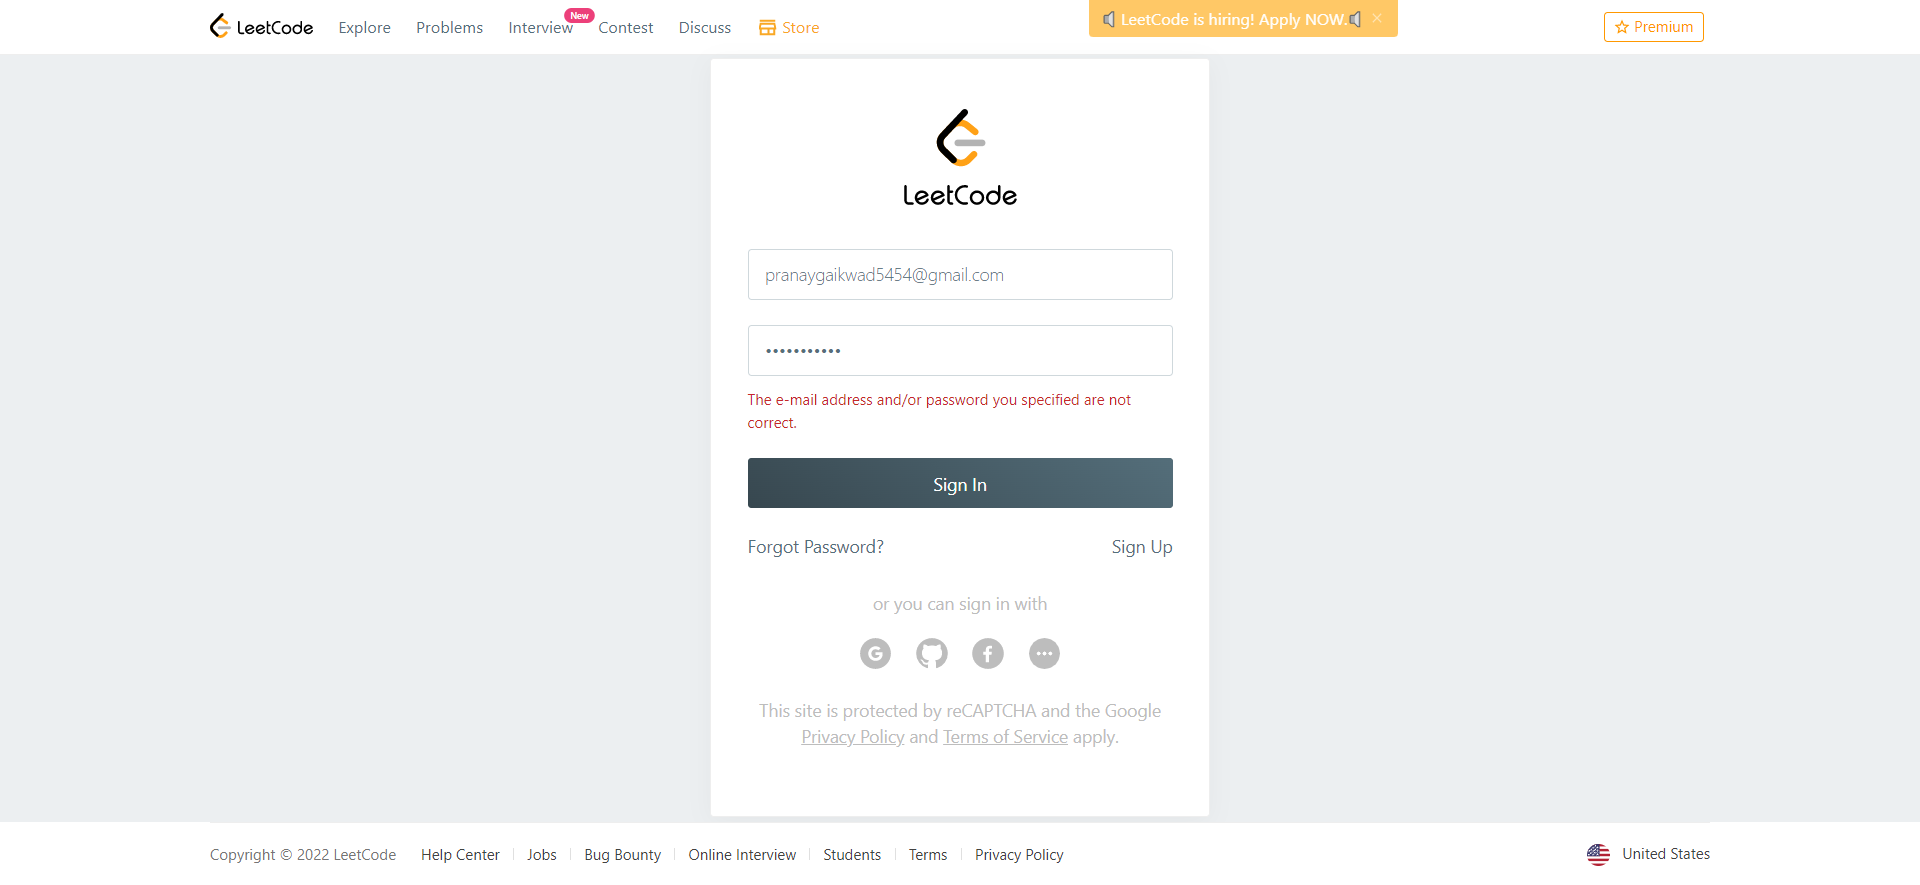 LeetCode Explore Problems Interview New Contest Discuss Store LeetCode is hiring! Apply NOW. Premium
LeetCode
pranaygaikwad5454@gmail.com
•••••••••••
The e-mail address and/or password you specified are not
correct.
Sign In
Forgot Password? Sign Up
or you can sign in with
This site is protected by reCAPTCHA and the Google
Privacy Policy and Terms of Service apply.
Copyright © 2022 LeetCode Help Center Jobs Bug Bounty Online Interview Students Terms Privacy Policy United States